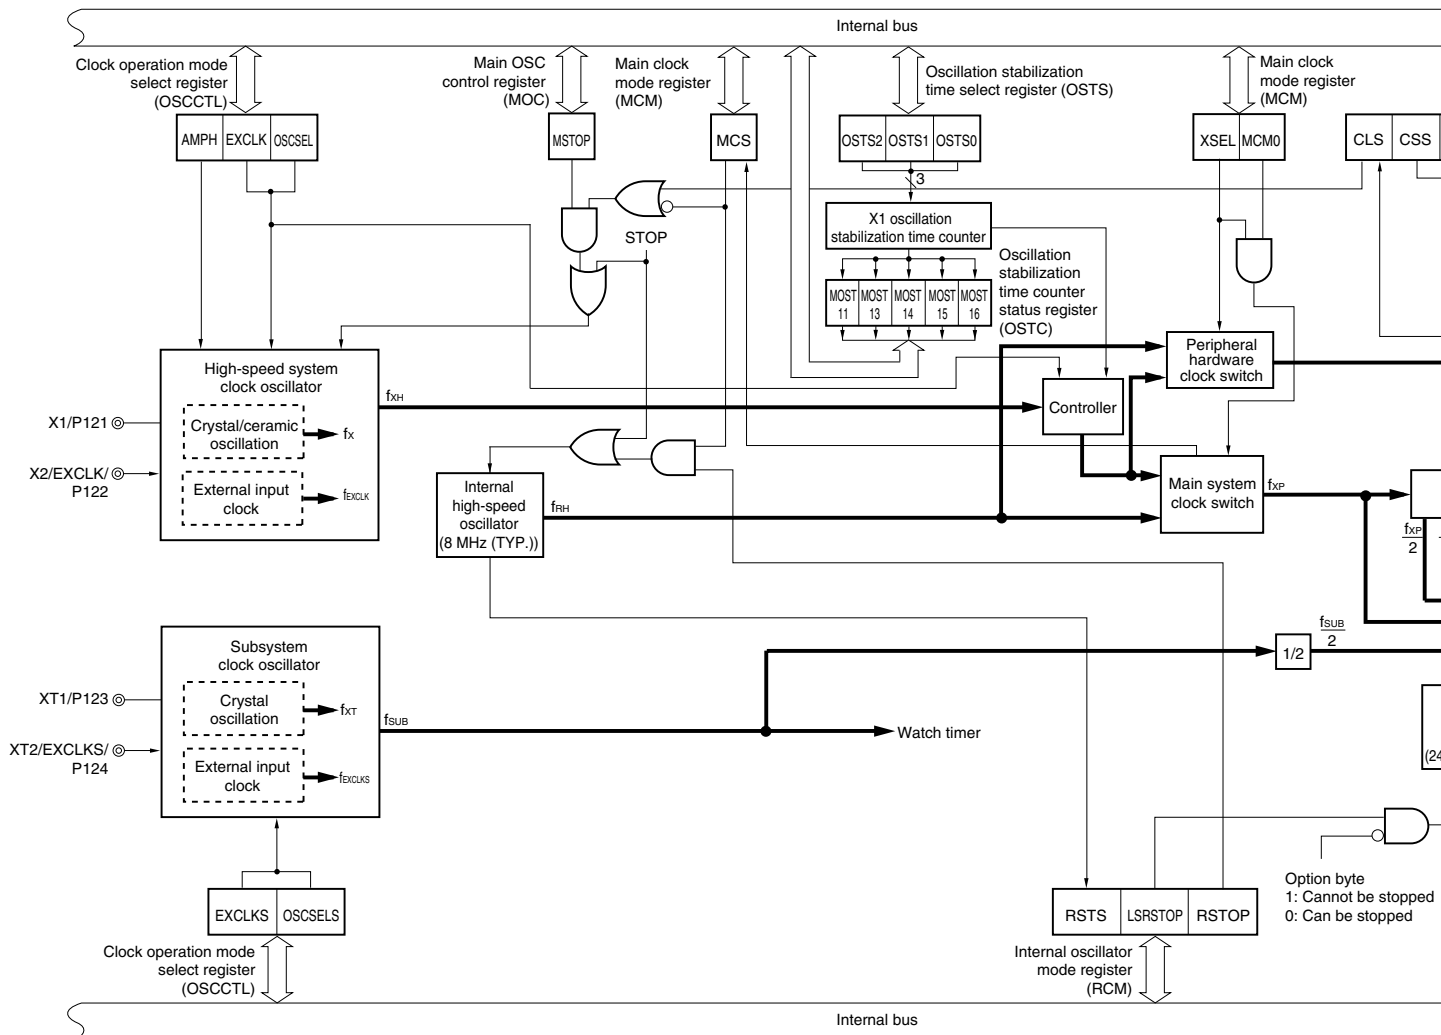 Internal bus
Clock operation mode
select register
(OSCCTL)
Main OSC
control register
(MOC)
Main clock
mode register
(MCM)
Oscillation stabilization
time select register (OSTS)
Main clock
mode register
(MCM)
AMPH EXCLK OSCSEL
MSTOP
MCS
OSTS2 OSTS1 OSTS0
XSEL MCM0
CLS CSS
3
X1 oscillation
stabilization time counter
STOP
Oscillation
stabilization
time counter
status register
(OSTC)
MOST
11
MOST
13
MOST
14
MOST
15
MOST
16
High-speed system
clock oscillator
Crystal/ceramic
oscillation
fX
External input
clock
fEXCLK
X1/P121
X2/EXCLK/
P122
fXH
Controller
Peripheral
hardware
clock switch
Internal
high-speed
oscillator
(8 MHz (TYP.))
fRH
Main system
clock switch
fXP
fXP
2
Subsystem
clock oscillator
Crystal
oscillation
fXT
External input
clock
fEXCLKS
XT1/P123
XT2/EXCLKS/
P124
fSUB
Watch timer
1/2
fSUB
2
(24
Option byte
1: Cannot be stopped
0: Can be stopped
EXCLKS OSCSELS
RSTS LSRSTOP RSTOP
Clock operation mode
select register
(OSCCTL)
Internal oscillator
mode register
(RCM)
Internal bus